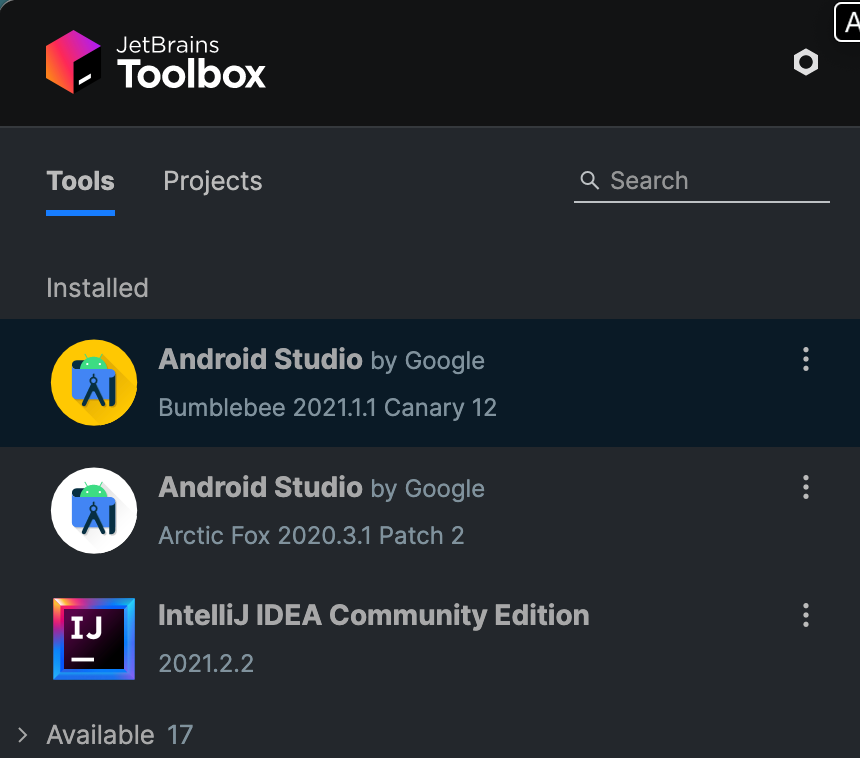 A
JetBrains
Toolbox
Tools Projects Search
Installed
Android Studio by Google
Bumblebee 2021.1.1 Canary 12
Android Studio by Google
Arctic Fox 2020.3.1 Patch 2
IJ
IntelliJ IDEA Community Edition
2021.2.2
Available 17